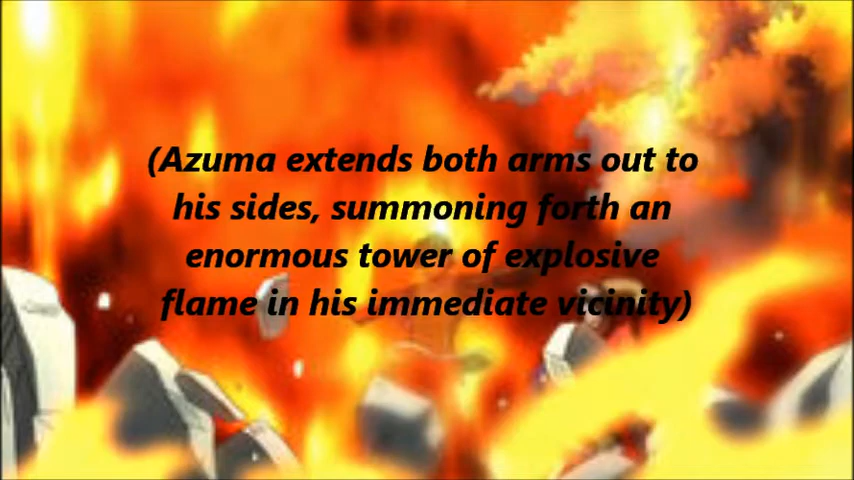 (Azuma extends both arms out to
his sides, summoning forth an
enormous tower of explosive
flame in his immediate vicinity)